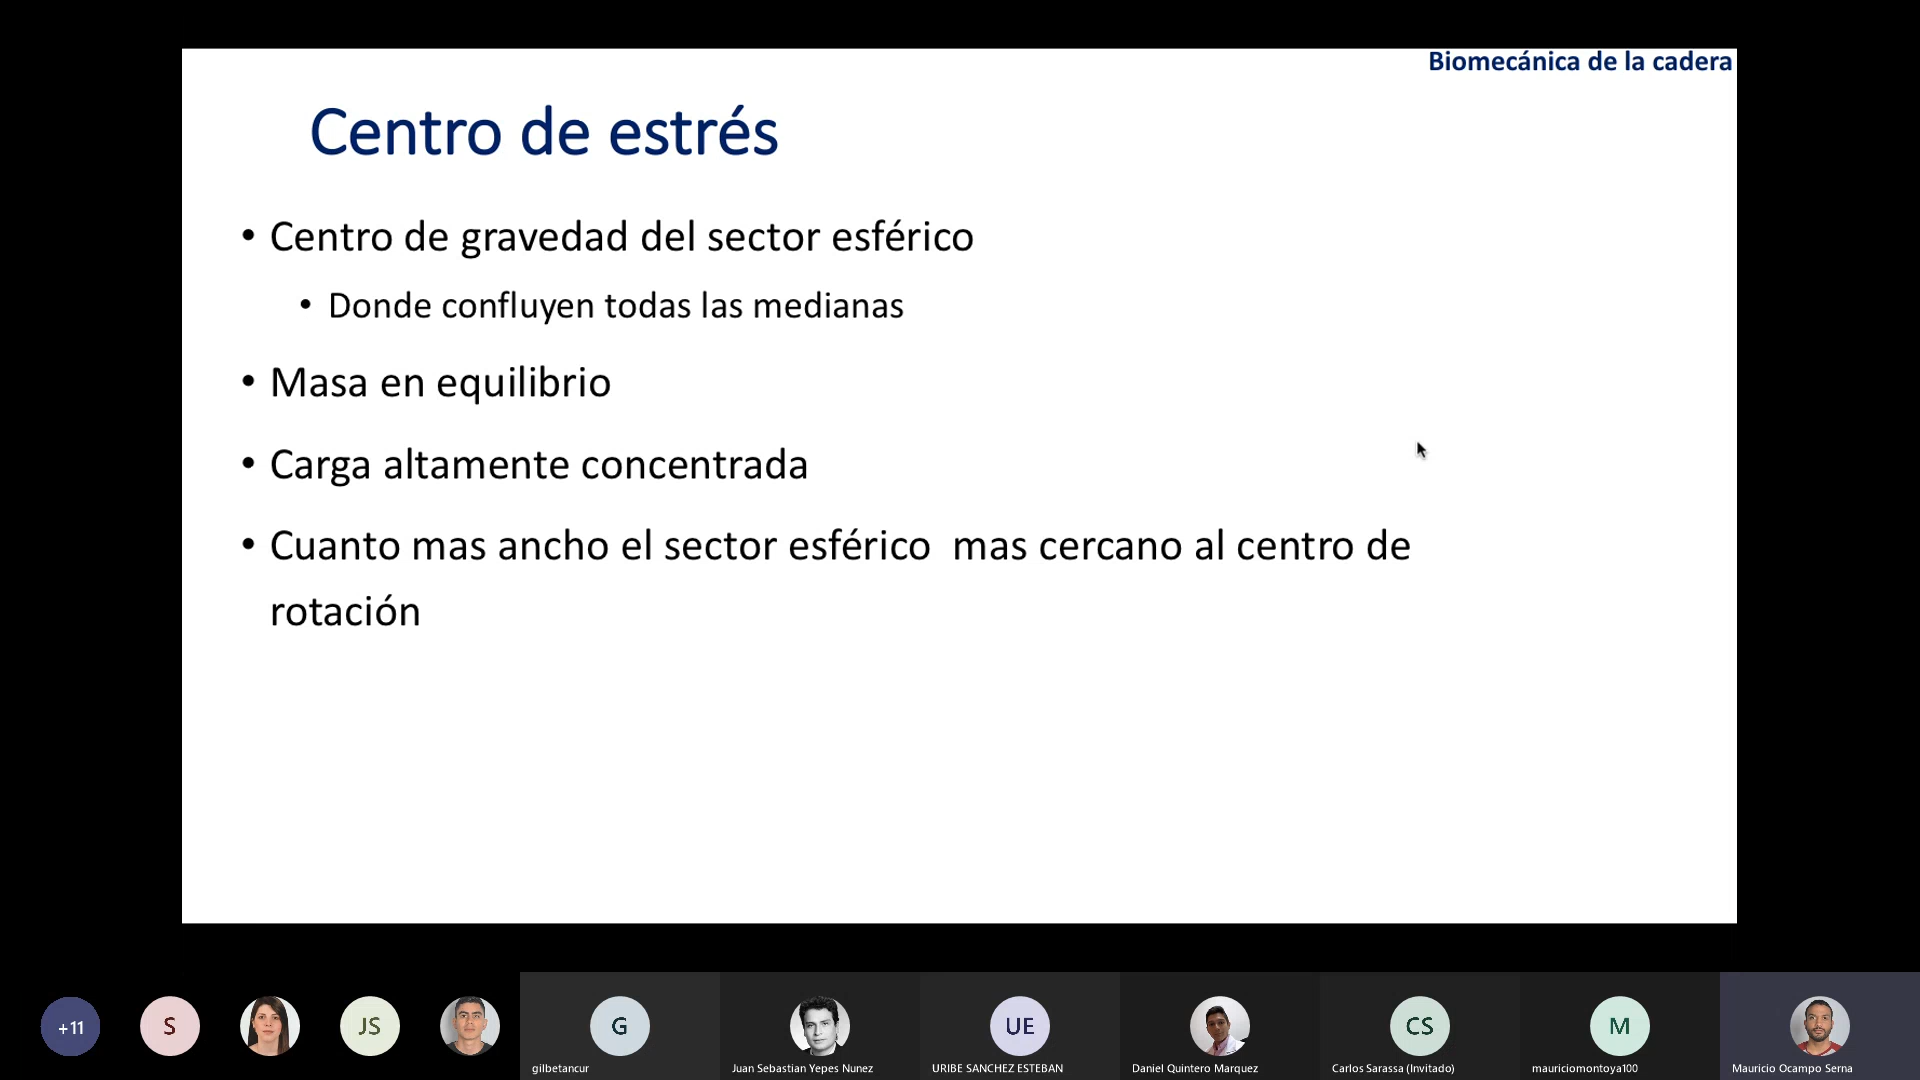 Biomecánica de la cadera
Centro de estrés
• Centro de gravedad del sector esférico
• Donde confluyen todas las medianas
• Masa en equilibrio
• Carga altamente concentrada
• Cuanto mas ancho el sector esférico  mas cercano al centro de
rotación
+11
S
JS
G
UE
CS
M
gilbetancur
Juan Sebastian Yepes Nunez
URIBE SANCHEZ ESTEBAN
Daniel Quintero Marquez
Carlos Sarassa (Invitado)
mauriciomontoya100
Mauricio Ocampo Serna